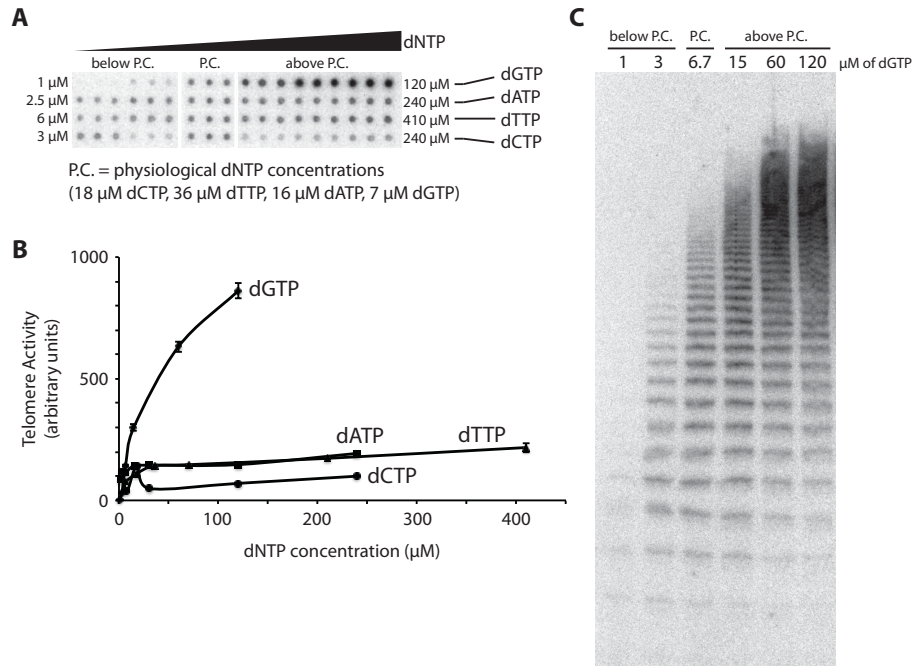 A
dNTP
below P.C. P.C. above P.C.
1 µM 120 µM dGTP
2.5 µM 240 µM dATP
6 µM 410 µM dTTP
3 µM 240 µM dCTP
P.C. = physiological dNTP concentrations
(18 µM dCTP, 36 µM dTTP, 16 µM dATP, 7 µM dGTP)
B
1000
500
0
Telomere Activity
(arbitrary units)
dGTP
dATP
dTTP
dCTP
0 100 200 300 400
dNTP concentration (µM)
C
below P.C. P.C. above P.C.
1 3 6.7 15 60 120 µM of dGTP